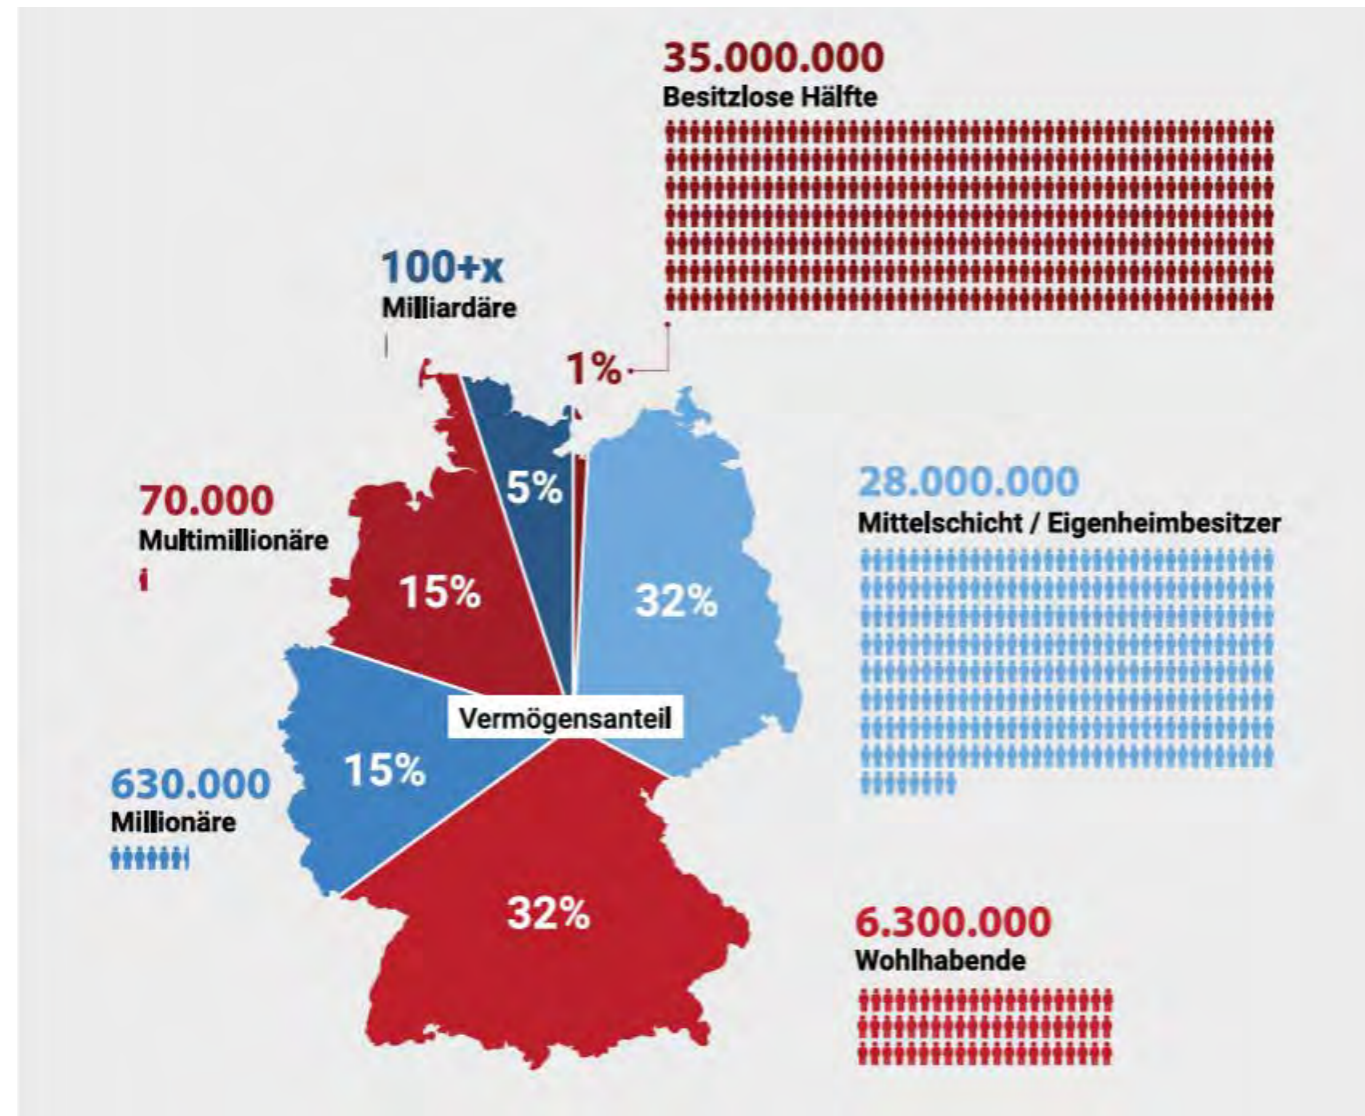 35.000.000
Besitzlose Hälfte
100+x
Milliardäre
1%
5%
70.000
Multimillionäre
15%
32%
28.000.000
Mittelschicht / Eigenheimbesitzer
Vermögensanteil
630.000
Millionäre
15%
32%
6.300.000
Wohlhabende